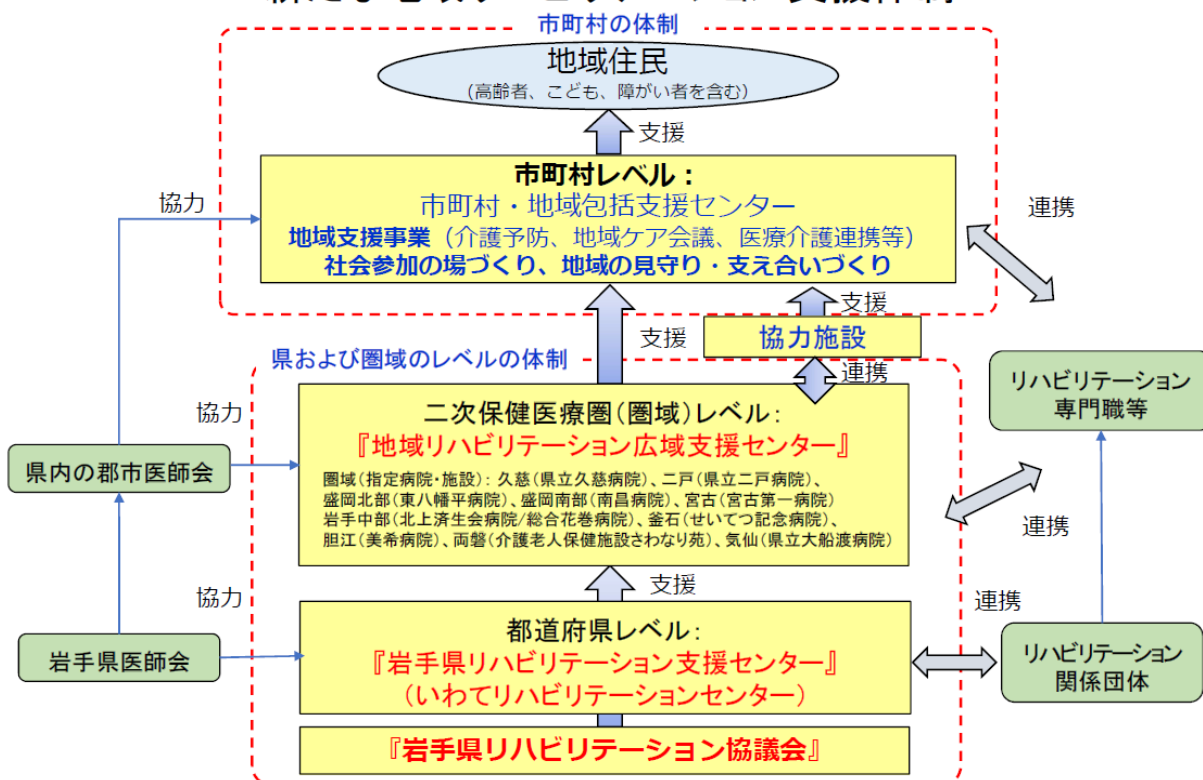 市町村の体制
地域住民
(高齢者、こども、障がい者を含む)
支援
市町村レベル:
市町村・地域包括支援センター
地域支援事業(介護予防、地域ケア会議、医療介護連携等)
社会参加の場づくり、地域の見守り・支え合いづくり
協力
連携
支援
支援
協力施設
連携
県および圏域のレベルの体制
二次保健医療圏(圏域)レベル:
『地域リハビリテーション広域支援センター』
圏域(指定病院・施設):久慈(県立久慈病院)、二戸(県立二戸病院)、
盛岡北部(東八幡平病院)、盛岡南部(南昌病院)、宮古(宮古第一病院)
岩手中部(北上済生会病院/総合花巻病院)、釜石(せいてつ記念病院)、
胆江(美希病院)、両磐(介護老人保健施設さわなり苑)、気仙(県立大船渡病院)
協力
県内の郡市医師会
リハビリテーション
専門職等
連携
支援
都道府県レベル:
『岩手県リハビリテーション支援センター』
(いわてリハビリテーションセンター)
協力
岩手県医師会
連携
リハビリテーション
関係団体
『岩手県リハビリテーション協議会』